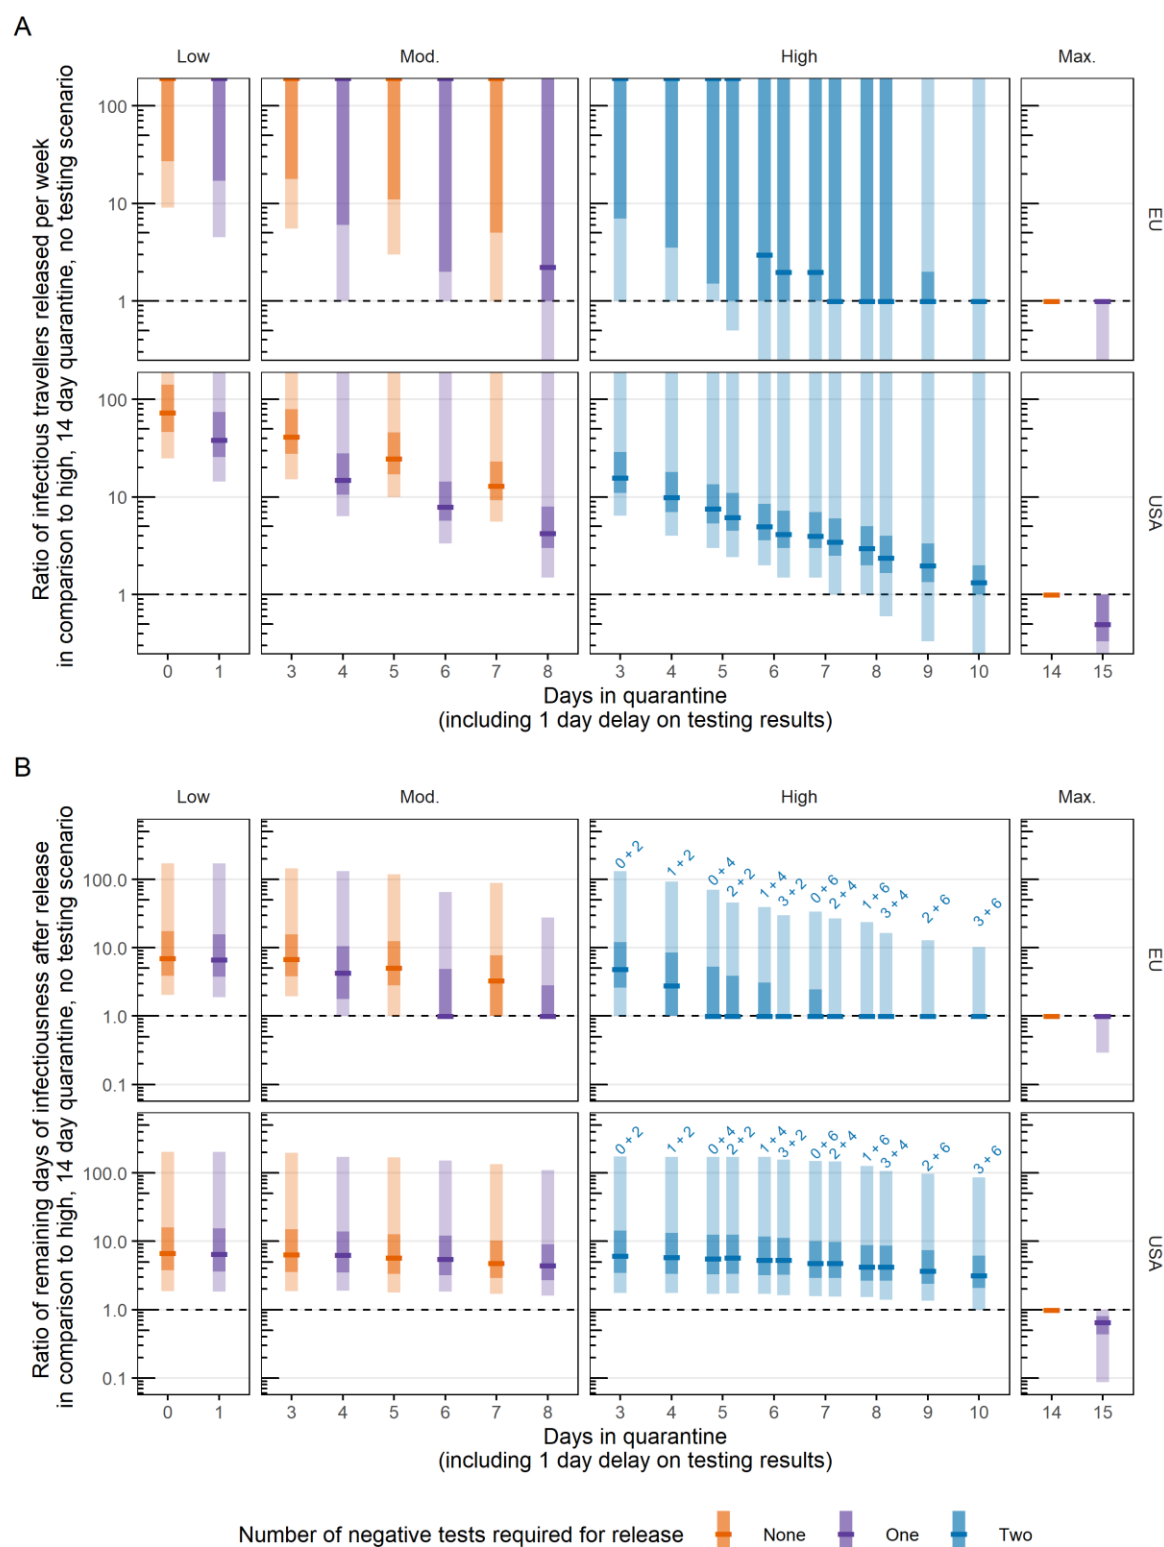 A
Low
Mod.
High
Max.
Ratio of infectious travellers released per week
in comparison to high, 14 day quarantine, no testing scenario
100
10
1
EU
100
10
1
USA
0 1 3 4 5 6 7 8 3 4 5 6 7 8 9 10 14 15
Days in quarantine
(including 1 day delay on testing results)
B
Low
Mod.
High
Max.
Ratio of remaining days of infectiousness after release
in comparison to high, 14 day quarantine, no testing scenario
100.0
10.0
1.0
0.1
0 + 2
1 + 2
0 + 4
2 + 2
1 + 4
3 + 2
0 + 6
2 + 4
1 + 6
3 + 4
2 + 6
3 + 6
EU
100.0
10.0
1.0
0.1
0 + 2
1 + 2
0 + 4
2 + 2
1 + 4
3 + 2
0 + 6
2 + 4
1 + 6
3 + 4
2 + 6
3 + 6
USA
0 1 3 4 5 6 7 8 3 4 5 6 7 8 9 10 14 15
Days in quarantine
(including 1 day delay on testing results)
Number of negative tests required for release None One Two